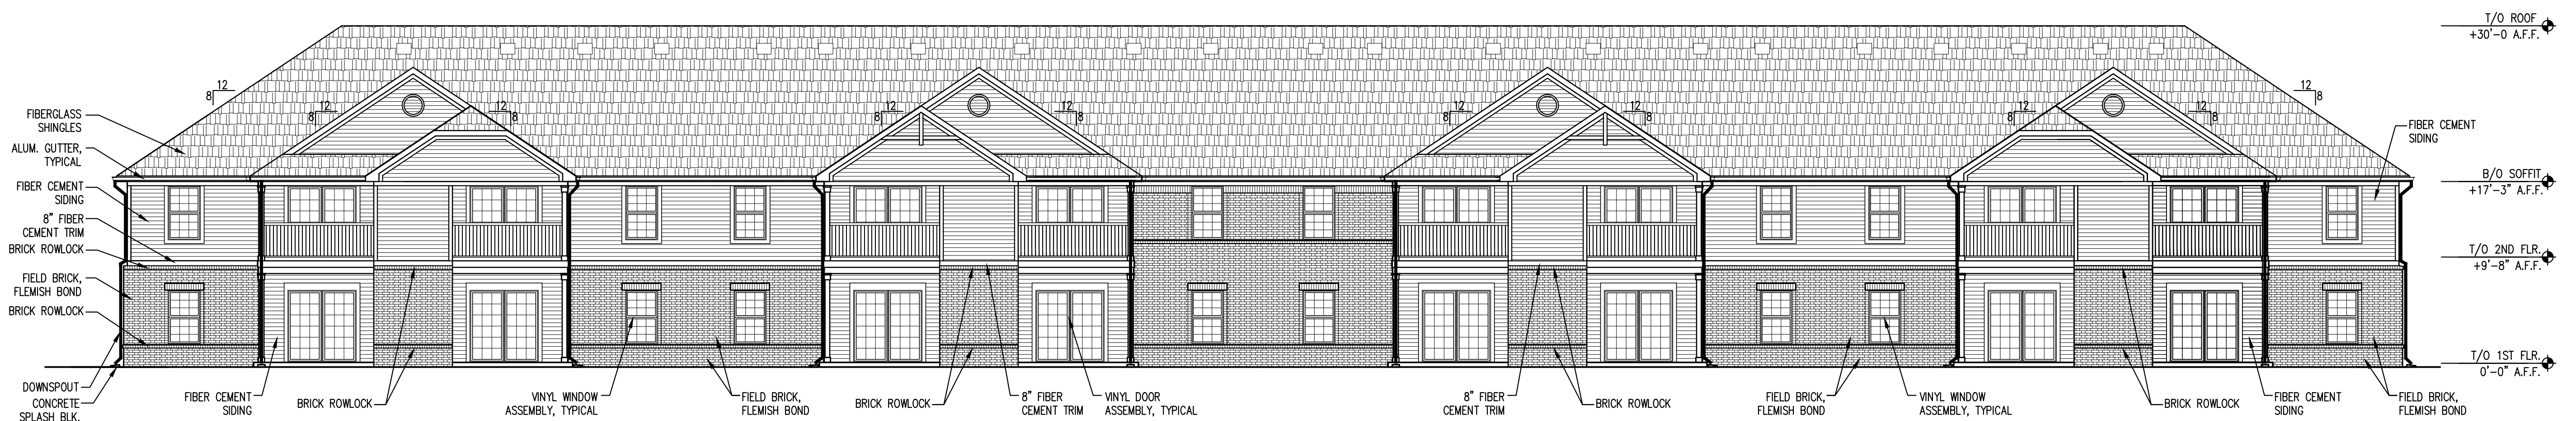 T/O ROOF
+30'-0 A.F.F.
12
8
12
8
12
8
12
8
12
8
12
8
12
8
12
8
12
8
12
8
FIBERGLASS
SHINGLES
ALUM. GUTTER,
TYPICAL
FIBER CEMENT
SIDING
8" FIBER
CEMENT TRIM
BRICK ROWLOCK
FIELD BRICK,
FLEMISH BOND
BRICK ROWLOCK
DOWNSPOUT
CONCRETE
SPLASH BLK.
FIBER CEMENT
SIDING
BRICK ROWLOCK
VINYL WINDOW
ASSEMBLY, TYPICAL
FIELD BRICK,
FLEMISH BOND
BRICK ROWLOCK
8" FIBER
CEMENT TRIM
VINYL DOOR
ASSEMBLY, TYPICAL
8" FIBER
CEMENT TRIM
BRICK ROWLOCK
FIELD BRICK,
FLEMISH BOND
VINYL WINDOW
ASSEMBLY, TYPICAL
BRICK ROWLOCK
FIBER CEMENT
SIDING
FIELD BRICK,
FLEMISH BOND
FIBER CEMENT
SIDING
B/O SOFFIT
+17'-3" A.F.F.
T/O 2ND FLR.
+9'-8" A.F.F.
T/O 1ST FLR.
0'-0" A.F.F.